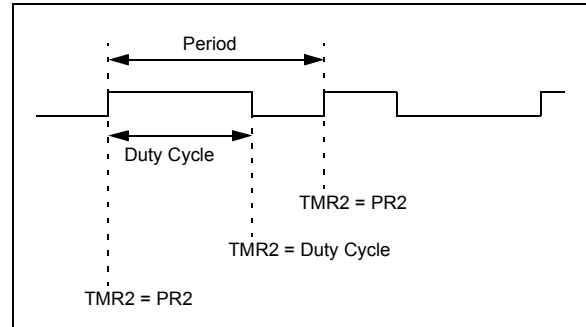 Period
Duty Cycle
TMR2 = PR2
TMR2 = Duty Cycle
TMR2 = PR2